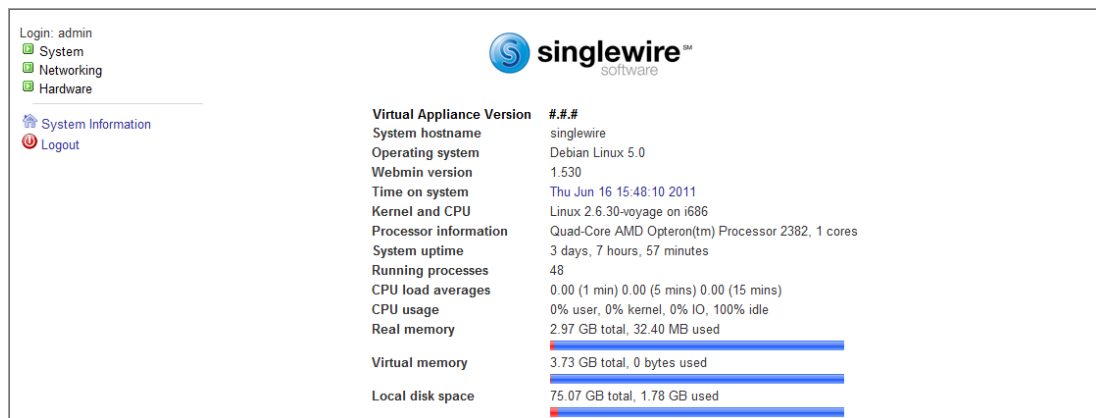 Login: admin
System
Networking
Hardware
System Information
Logout
S singlewire SM
software
Virtual Appliance Version #.#.#
System hostname singlewire
Operating system Debian Linux 5.0
Webmin version 1.530
Time on system Thu Jun 16 15:48:10 2011
Kernel and CPU Linux 2.6.30-voyage on i686
Processor information Quad-Core AMD Opteron(tm) Processor 2382, 1 cores
System uptime 3 days, 7 hours, 57 minutes
Running processes 48
CPU load averages 0.00 (1 min) 0.00 (5 mins) 0.00 (15 mins)
CPU usage 0% user, 0% kernel, 0% IO, 100% idle
Real memory 2.97 GB total, 32.40 MB used
Virtual memory 3.73 GB total, 0 bytes used
Local disk space 75.07 GB total, 1.78 GB used